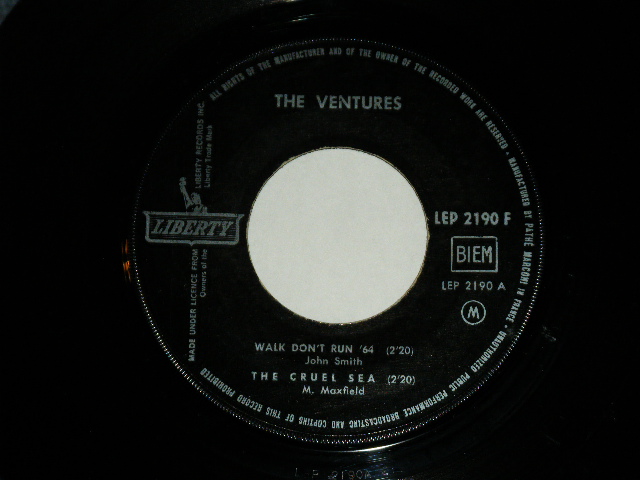 ALL RIGHTS OF THE MANUFACTURER AND OF THE OWNER OF THE RECORDED WORK ARE RESERVED • MANUFACTURED BY PATHE MARCONI IN FRANCE • UNAUTHORIZED PUBLIC PERFORMANCE BROADCASTING AND COPYING OF THIS RECORD PROHIBITED
THE VENTURES
LIBERTY RECORDS INC.
Liberty Trade Mark
LIBERTY
MADE UNDER LICENCE FROM
Owners of the
LEP 2190 F
BIEM
LEP 2190 A
M
WALK DON'T RUN '64 (2'20)
John Smith
THE CRUEL SEA (2'20)
M. Maxfield